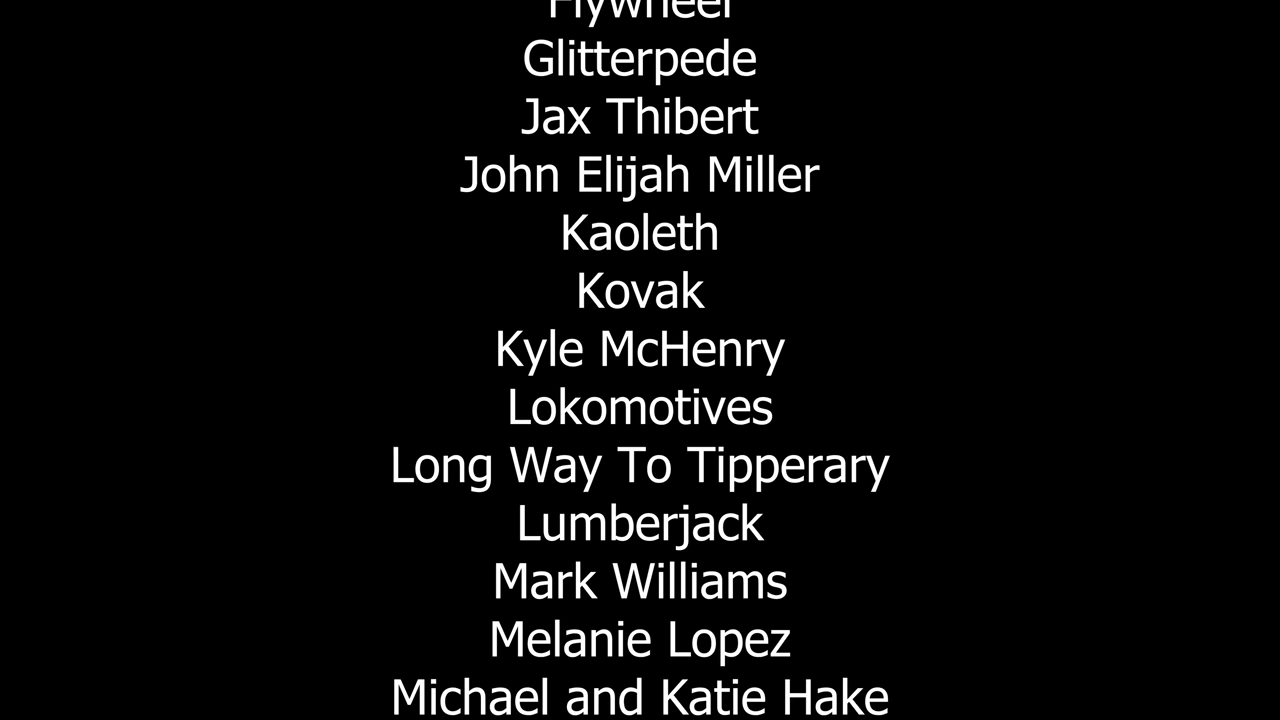 Flywheel
Glitterpede
Jax Thibert
John Elijah Miller
Kaoleth
Kovak
Kyle McHenry
Lokomotives
Long Way To Tipperary
Lumberjack
Mark Williams
Melanie Lopez
Michael and Katie Hake